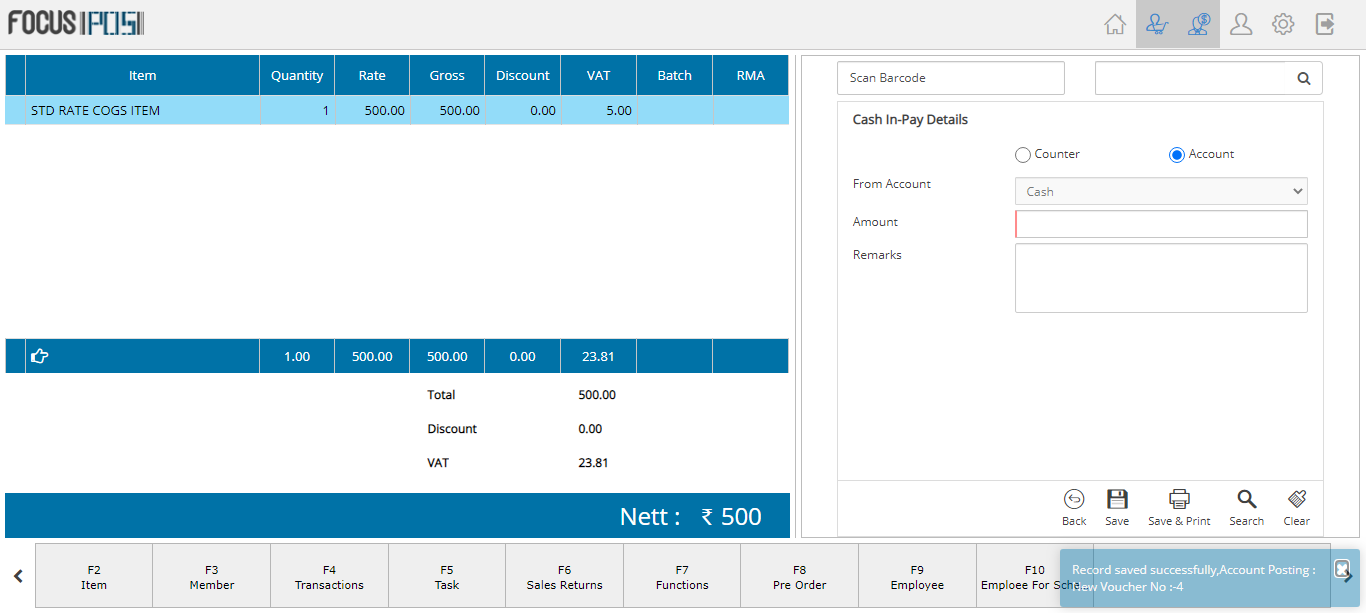 FOCUS POS
Item Quantity Rate Gross Discount VAT Batch RMA
STD RATE COGS ITEM 1 500.00 500.00 0.00 5.00
1.00 500.00 500.00 0.00 23.81
Total 500.00
Discount 0.00
VAT 23.81
Nett : ₹ 500
Scan Barcode
Cash In-Pay Details
Counter Account
From Account Cash
Amount
Remarks
Back Save Save & Print Search Clear
F2 F3 F4 F5 F6 F7 F8 F9 F10
Item Member Transactions Task Sales Returns Functions Pre Order Employee Emploee For Sche
Record saved successfully,Account Posting :
New Voucher No :-4